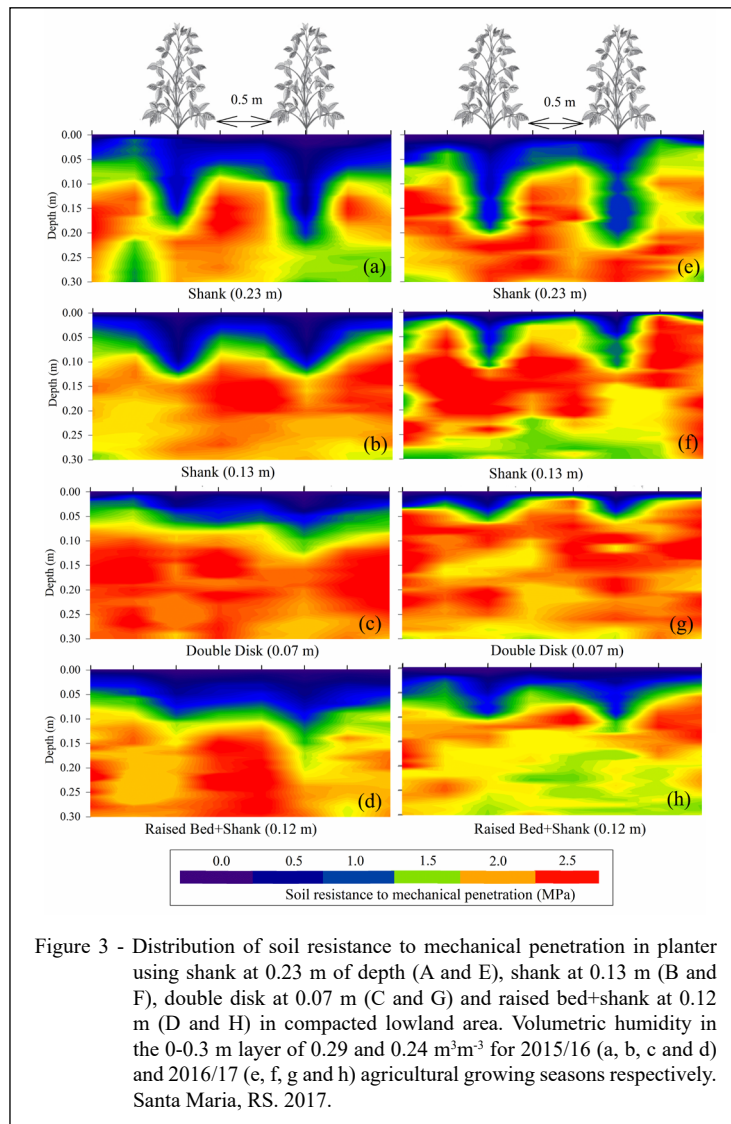 0.5 m
0.5 m
0.00
0.05
0.10
0.15
0.20
0.25
0.30
Depth (m)
(a)
(e)
Shank (0.23 m)
Shank (0.23 m)
0.00
0.05
0.10
0.15
0.20
0.25
0.30
Depth (m)
(b)
(f)
Shank (0.13 m)
Shank (0.13 m)
0.00
0.05
0.10
0.15
0.20
0.25
0.30
Depth (m)
(c)
(g)
Double Disk (0.07 m)
Double Disk (0.07 m)
0.00
0.05
0.10
0.15
0.20
0.25
0.30
Depth (m)
(d)
(h)
Raised Bed+Shank (0.12 m)
Raised Bed+Shank (0.12 m)
0.0 0.5 1.0 1.5 2.0 2.5
Soil resistance to mechanical penetration (MPa)
Figure 3 - Distribution of soil resistance to mechanical penetration in planter
using shank at 0.23 m of depth (A and E), shank at 0.13 m (B and
F), double disk at 0.07 m (C and G) and raised bed+shank at 0.12
m (D and H) in compacted lowland area. Volumetric humidity in
the 0-0.3 m layer of 0.29 and 0.24 m³m⁻³ for 2015/16 (a, b, c and d)
and 2016/17 (e, f, g and h) agricultural growing seasons respectively.
Santa Maria, RS. 2017.